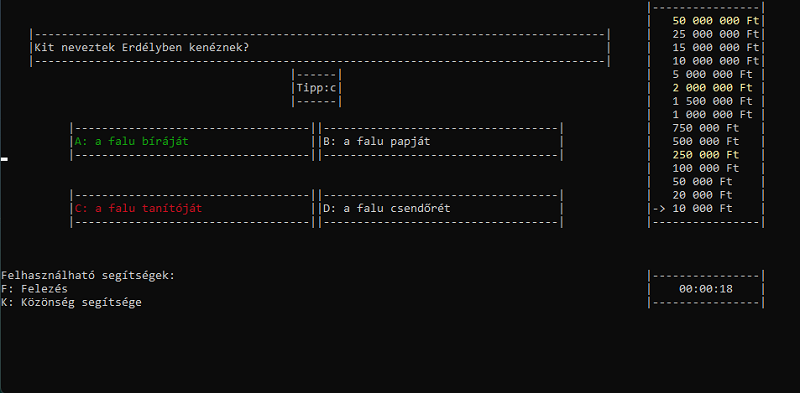 50 000 000 Ft
25 000 000 Ft
15 000 000 Ft
10 000 000 Ft
5 000 000 Ft
2 000 000 Ft
1 500 000 Ft
1 000 000 Ft
750 000 Ft
500 000 Ft
250 000 Ft
100 000 Ft
50 000 Ft
20 000 Ft
-> 10 000 Ft
Kit neveztek Erdélyben kenéznek?
Tipp:c
A: a falu bíráját
B: a falu papját
C: a falu tanítóját
D: a falu csendőrét
Felhasználható segítségek:
F: Felezés
K: Közönség segítsége
00:00:18